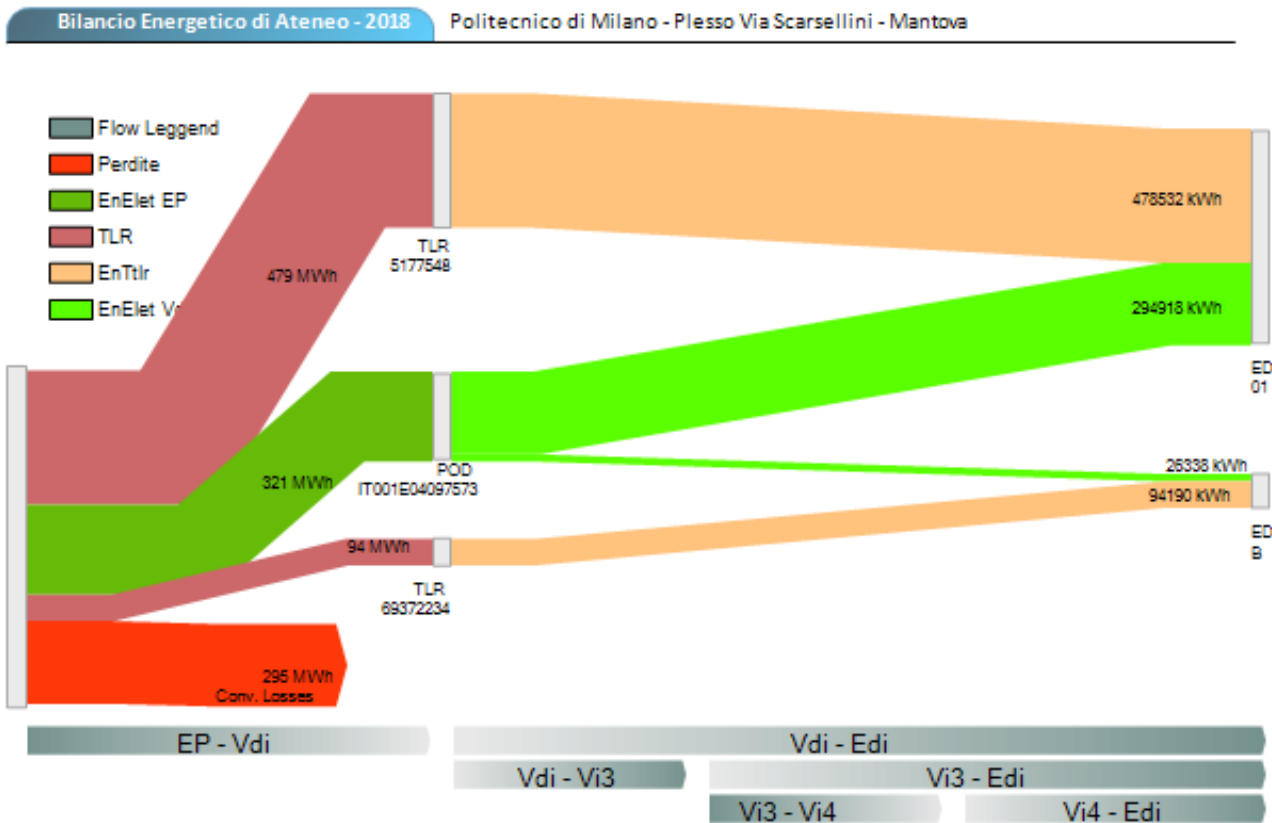 Bilancio Energetico di Ateneo - 2018 Politecnico di Milano - Plesso Via Scarsellini - Mantova
Flow Leggend
Perdite
EnElet EP
TLR
EnTtlr
EnElet
479 MWh
TLR
5177548
478532 kWh
294918 kWh
ED
01
321 MWh
POD
IT001E04097573
26338 kWh
94190 kWh
ED
B
94 MWh
TLR
69372234
295 MWh
Conv. Losses
EP - Vdi
Vdi - Edi
Vdi - Vi3
Vi3 - Edi
Vi3 - Vi4
Vi4 - Edi